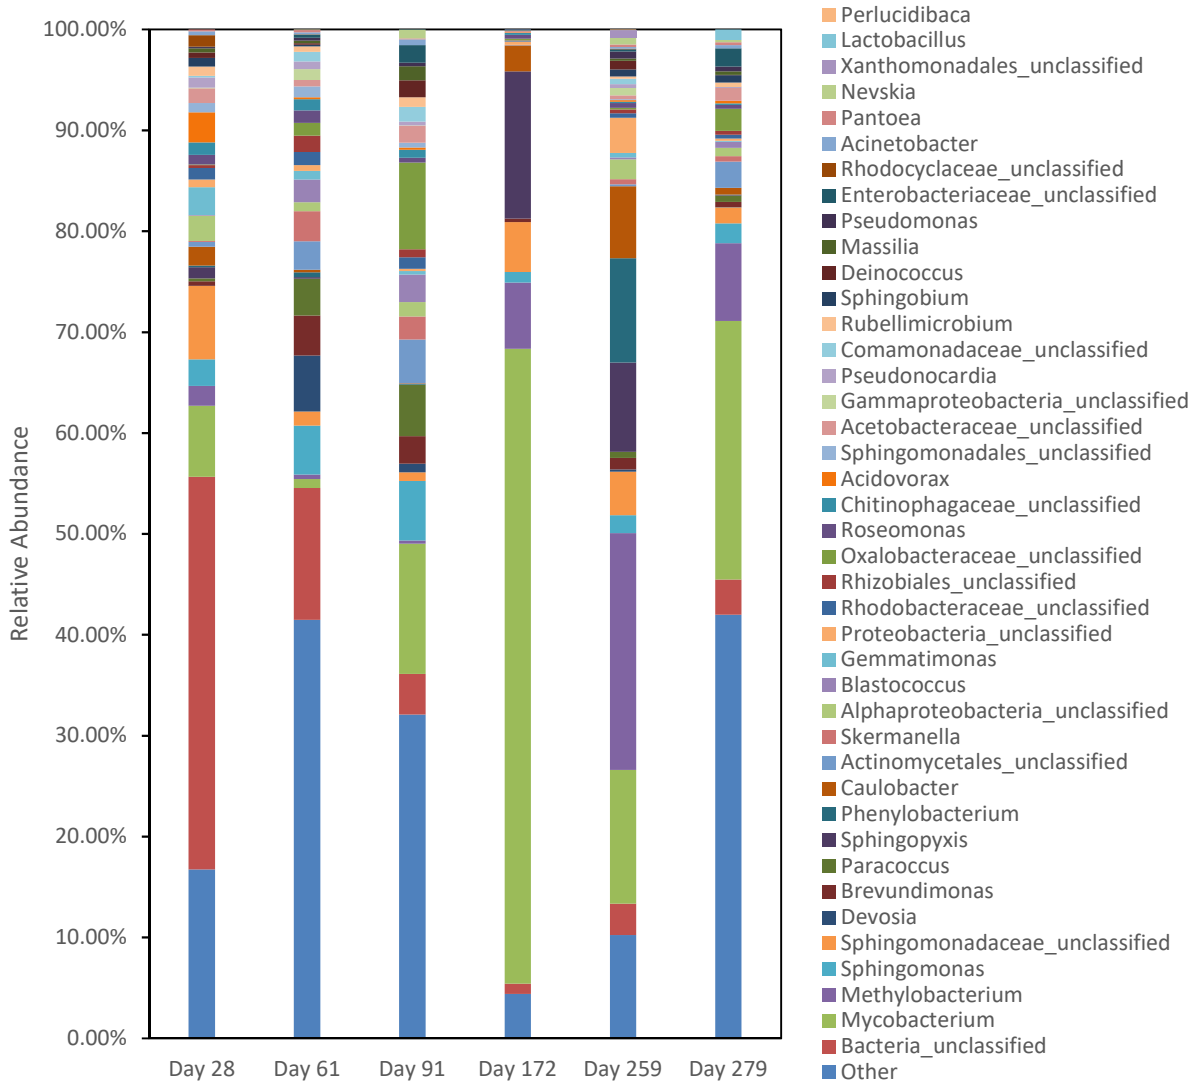 100.00%
90.00%
80.00%
70.00%
60.00%
50.00%
40.00%
30.00%
20.00%
10.00%
0.00%
Relative Abundance
Day 28
Day 61
Day 91
Day 172
Day 259
Day 279
Perlucidibaca
Lactobacillus
Xanthomonadales_unclassified
Nevskia
Pantoea
Acinetobacter
Rhodocyclaceae_unclassified
Enterobacteriaceae_unclassified
Pseudomonas
Massilia
Deinococcus
Sphingobium
Rubellimicrobium
Comamonadaceae_unclassified
Pseudonocardia
Gammaproteobacteria_unclassified
Acetobacteraceae_unclassified
Sphingomonadales_unclassified
Acidovorax
Chitinophagaceae_unclassified
Roseomonas
Oxalobacteraceae_unclassified
Rhizobiales_unclassified
Rhodobacteraceae_unclassified
Proteobacteria_unclassified
Gemmatimonas
Blastococcus
Alphaproteobacteria_unclassified
Skermanella
Actinomycetales_unclassified
Caulobacter
Phenylobacterium
Sphingopyxis
Paracoccus
Brevundimonas
Devosia
Sphingomonadaceae_unclassified
Sphingomonas
Methylobacterium
Mycobacterium
Bacteria_unclassified
Other